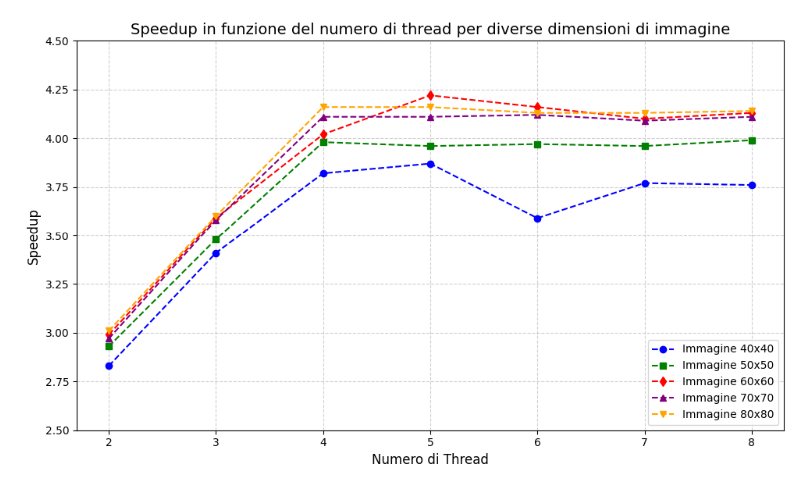 Speedup in funzione del numero di thread per diverse dimensioni di immagine
4.50
4.25
4.00
3.75
3.50
3.25
3.00
2.75
2.50
Speedup
2 3 4 5 6 7 8
Numero di Thread
Immagine 40x40
Immagine 50x50
Immagine 60x60
Immagine 70x70
Immagine 80x80